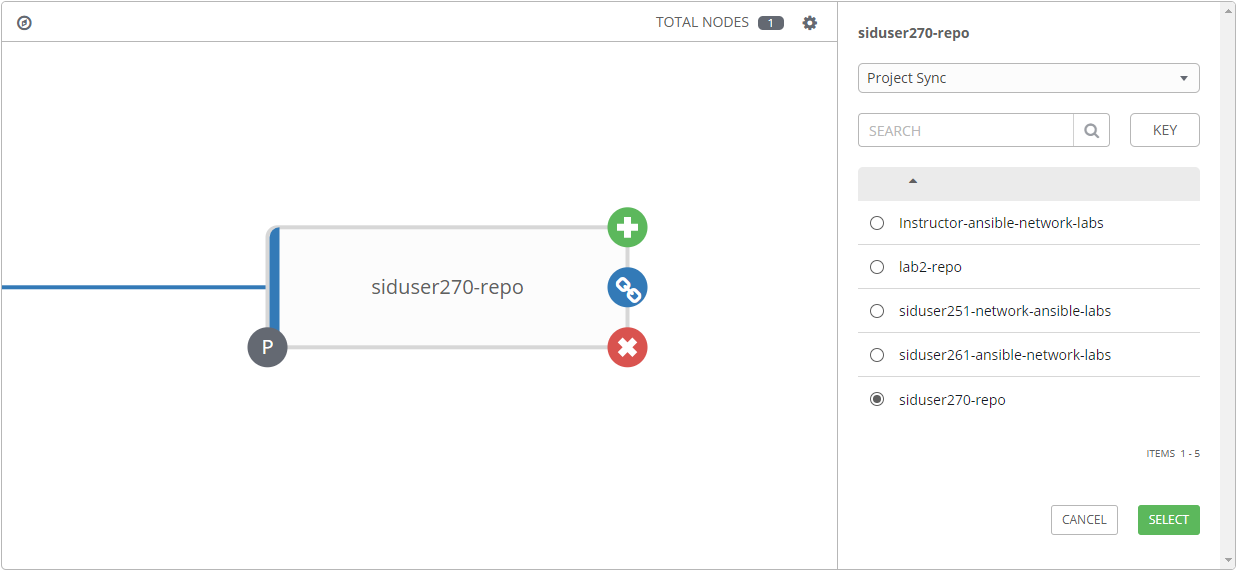 TOTAL NODES 1
siduser270-repo
P
siduser270-repo
Project Sync
SEARCH
KEY
Instructor-ansible-network-labs
lab2-repo
siduser251-network-ansible-labs
siduser261-ansible-network-labs
siduser270-repo
ITEMS 1 - 5
CANCEL
SELECT